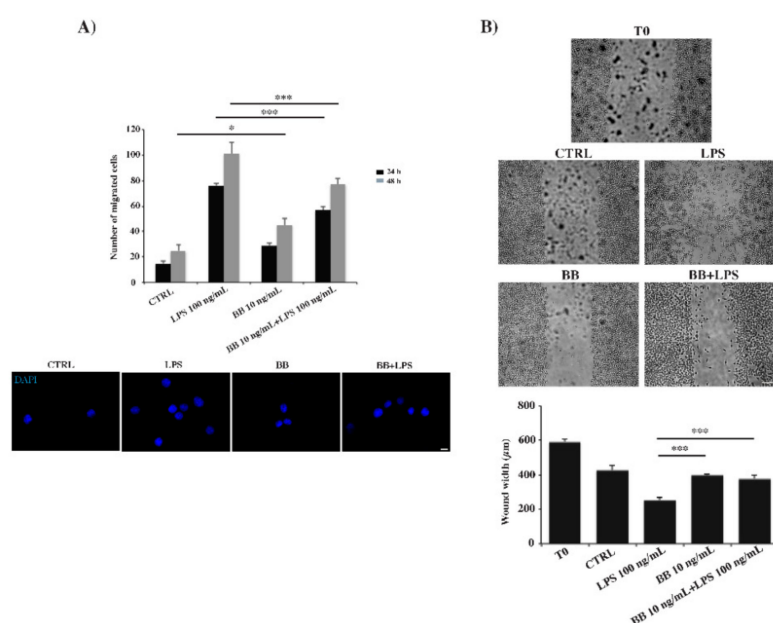 A)
***
***
*
120
100
80
60
40
20
0
Number of migrated cells
24 h
48 h
CTRL
LPS 100 ng/mL
BB 10 ng/mL
BB 10 ng/mL+LPS 100 ng/mL
CTRL LPS BB BB+LPS
DAPI
B)
T0
CTRL LPS
BB BB+LPS
800
600
400
200
0
Wound width (µm)
***
***
T0
CTRL
LPS 100 ng/mL
BB 10 ng/mL
BB 10 ng/mL+LPS 100 ng/mL